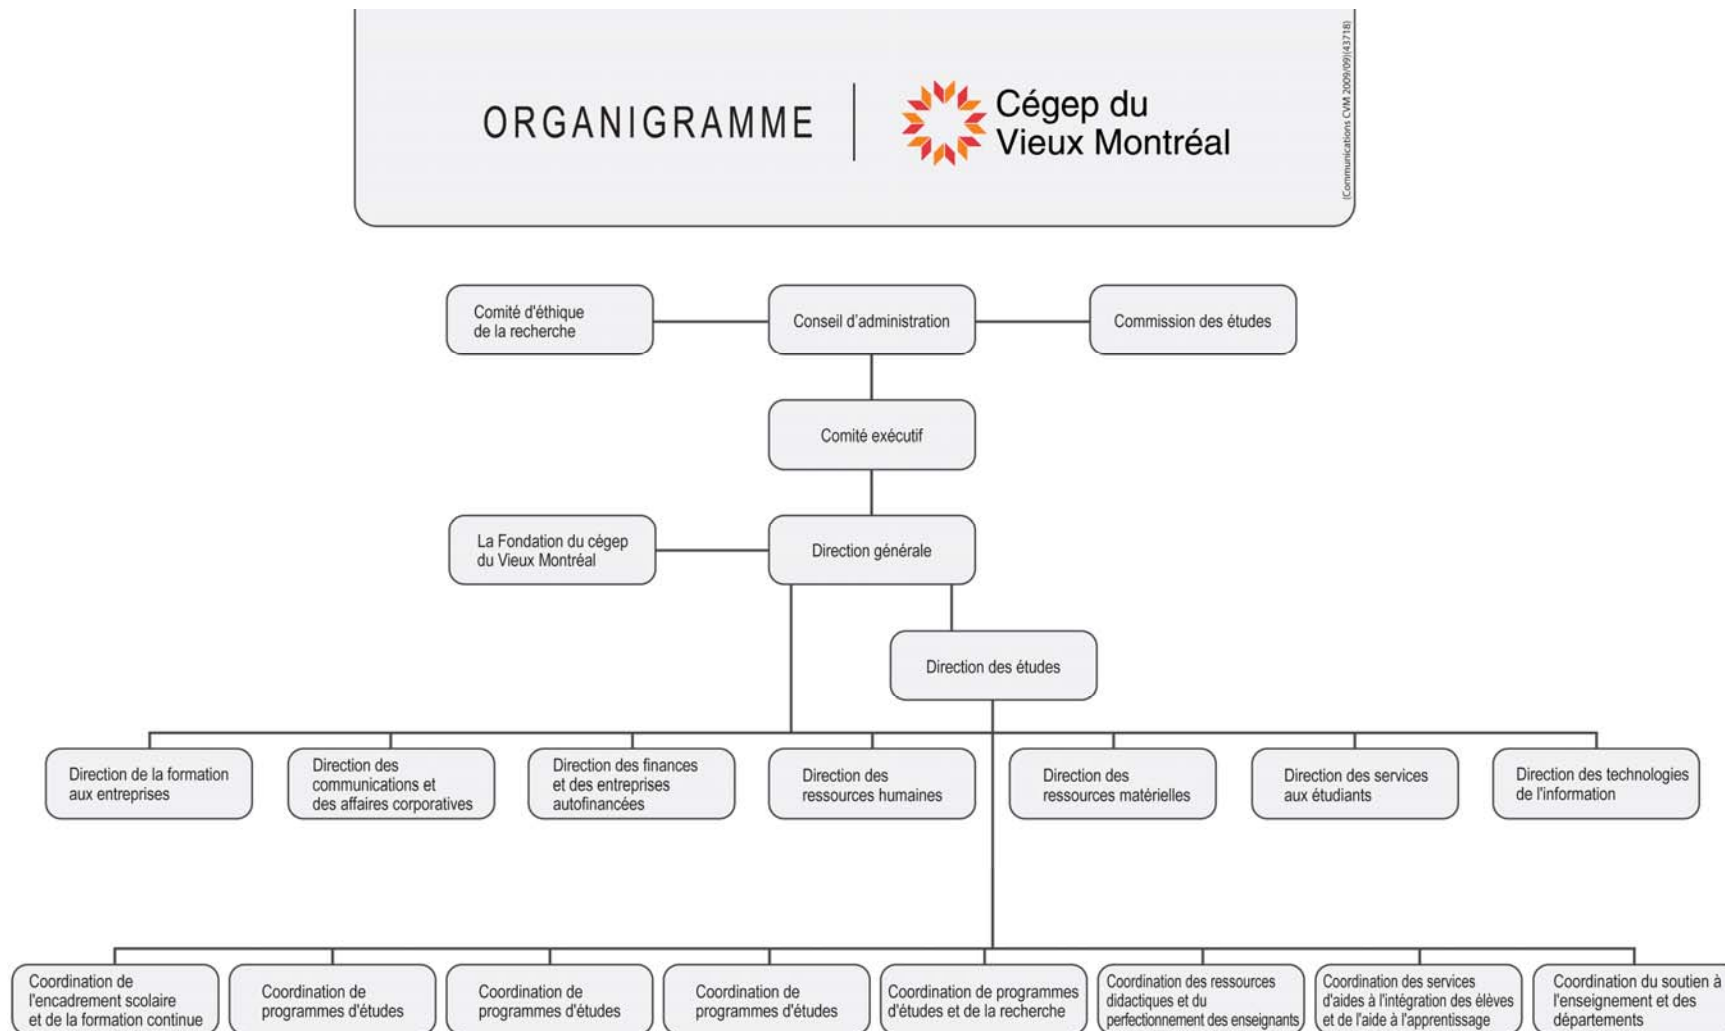 ORGANIGRAMME
Cégep du
Vieux Montréal
(Communications CVM 2009/09)(43718)
Comité d'éthique
de la recherche
Conseil d'administration
Commission des études
Comité exécutif
La Fondation du cégep
du Vieux Montréal
Direction générale
Direction des études
Direction de la formation
aux entreprises
Direction des
communications et
des affaires corporatives
Direction des finances
et des entreprises
autofinancées
Direction des
ressources humaines
Direction des
ressources matérielles
Direction des services
aux étudiants
Direction des technologies
de l'information
Coordination de
l'encadrement scolaire
et de la formation continue
Coordination de
programmes d'études
Coordination de
programmes d'études
Coordination de
programmes d'études
Coordination de programmes
d'études et de la recherche
Coordination des ressources
didactiques et du
perfectionnement des enseignants
Coordination des services
d'aides à l'intégration des élèves
et de l'aide à l'apprentissage
Coordination du soutien à
l'enseignement et des
départements